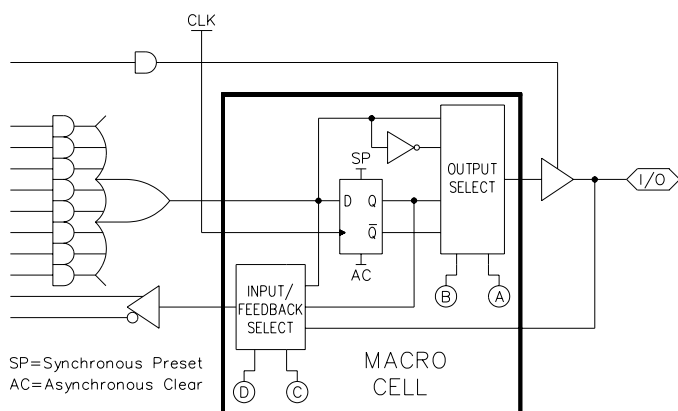 CLK
SP
OUTPUT
SELECT
I/O
D Q
Q̅
AC
INPUT/
FEEDBACK
SELECT
B A
D C
SP=Synchronous Preset
AC=Asynchronous Clear
MACRO
CELL